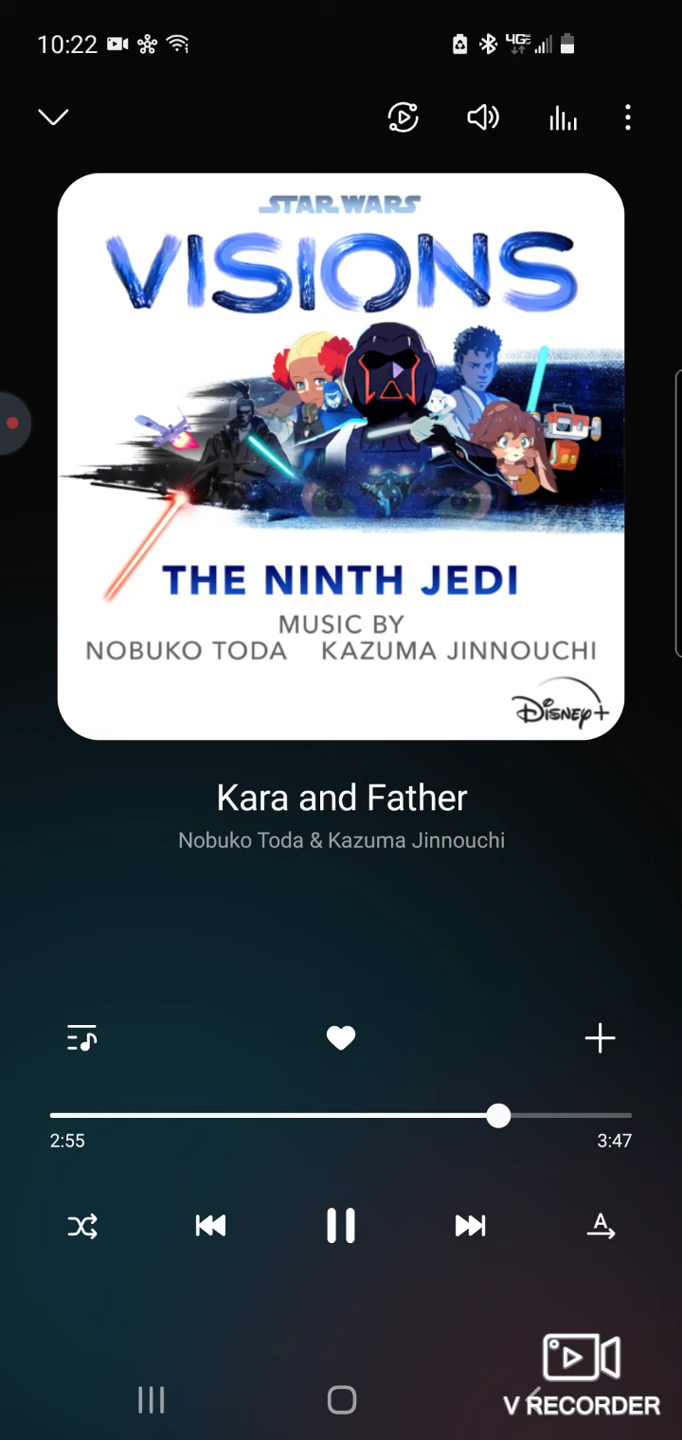 10:22
4G
STAR WARS
VISIONS
THE NINTH JEDI
MUSIC BY
NOBUKO TODA KAZUMA JINNOUCHI
Disney+
Kara and Father
Nobuko Toda & Kazuma Jinnouchi
2:55
3:47
A
V RECORDER